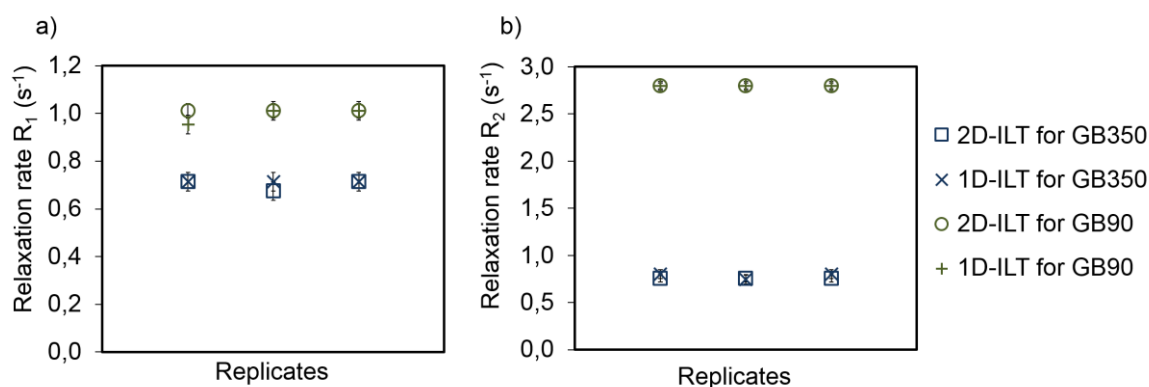 a)
Relaxation rate R₁ (s⁻¹)
1,2
1,0
0,8
0,6
0,4
0,2
0,0
Replicates
b)
Relaxation rate R₂ (s⁻¹)
3,0
2,5
2,0
1,5
1,0
0,5
0,0
Replicates
2D-ILT for GB350
1D-ILT for GB350
2D-ILT for GB90
1D-ILT for GB90